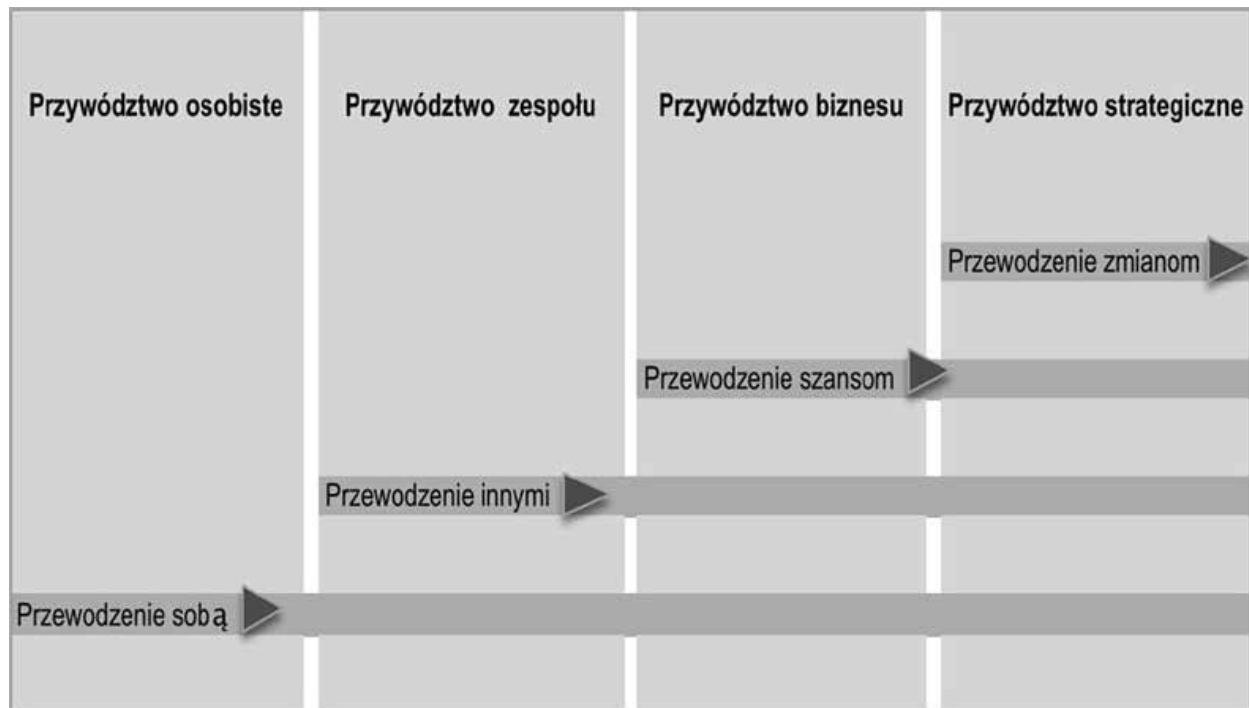 Przywództwo osobiste
Przywództwo zespołu
Przywództwo biznesu
Przywództwo strategiczne
Przewodzenie zmianom
Przewodzenie szansom
Przewodzenie innymi
Przewodzenie sobą